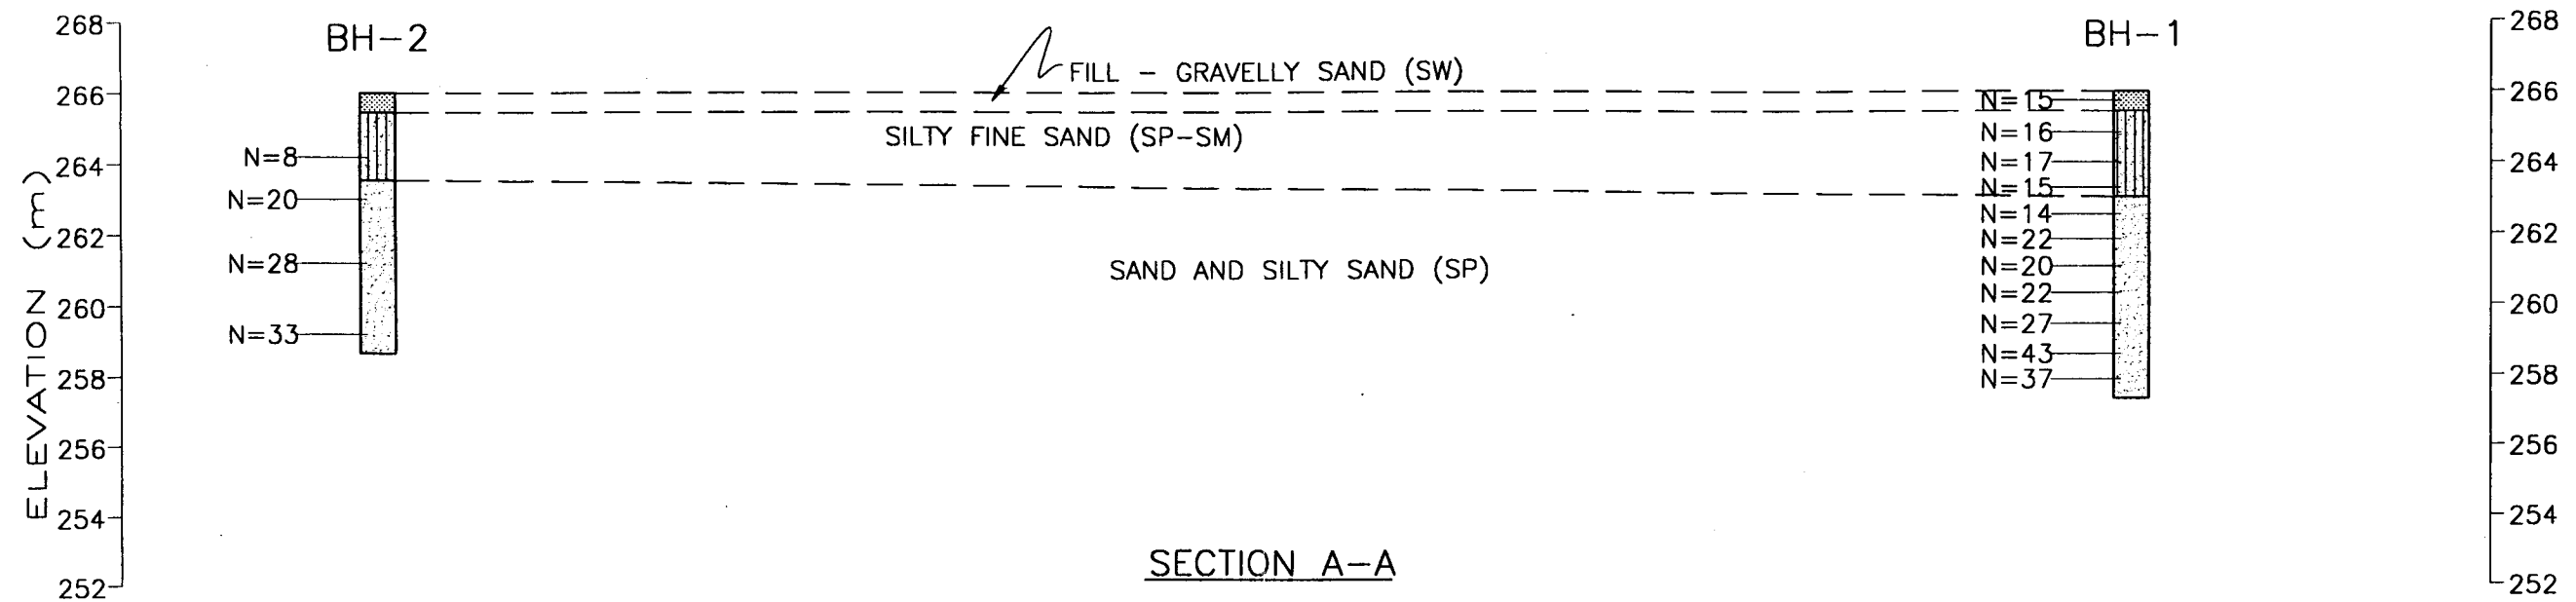 BH-2
BH-1
FILL - GRAVELLY SAND (SW)
SILTY FINE SAND (SP-SM)
SAND AND SILTY SAND (SP)
ELEVATION (m)
268
266
264
262
260
258
256
254
252
N=8
N=20
N=28
N=33
N=15
N=16
N=17
N=15
N=14
N=22
N=20
N=22
N=27
N=43
N=37
268
266
264
262
260
258
256
254
252
SECTION A-A